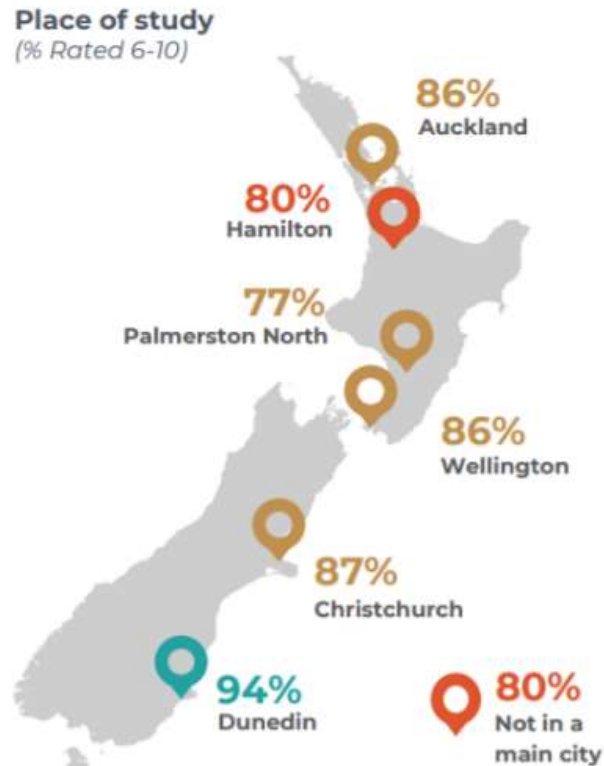 Place of study
(% Rated 6-10)
86%
Auckland
80%
Hamilton
77%
Palmerston North
86%
Wellington
87%
Christchurch
94%
Dunedin
80%
Not in a
main city